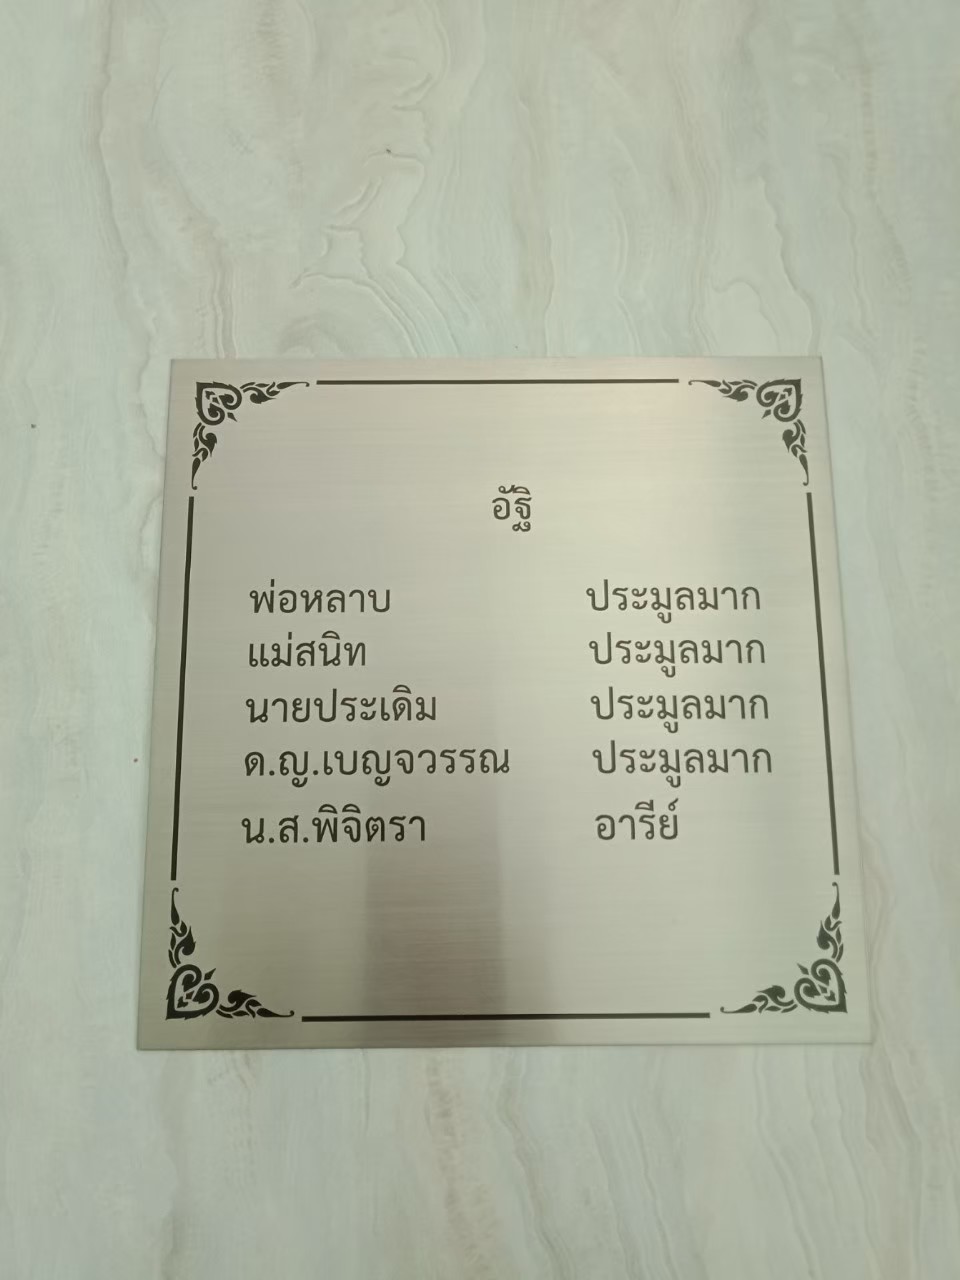 อัฐิ
พ่อหลาบ ประมูลมาก
แม่สนิท ประมูลมาก
นายประเดิม ประมูลมาก
ด.ญ.เบญจวรรณ ประมูลมาก
น.ส.พิจิตรา อารีย์